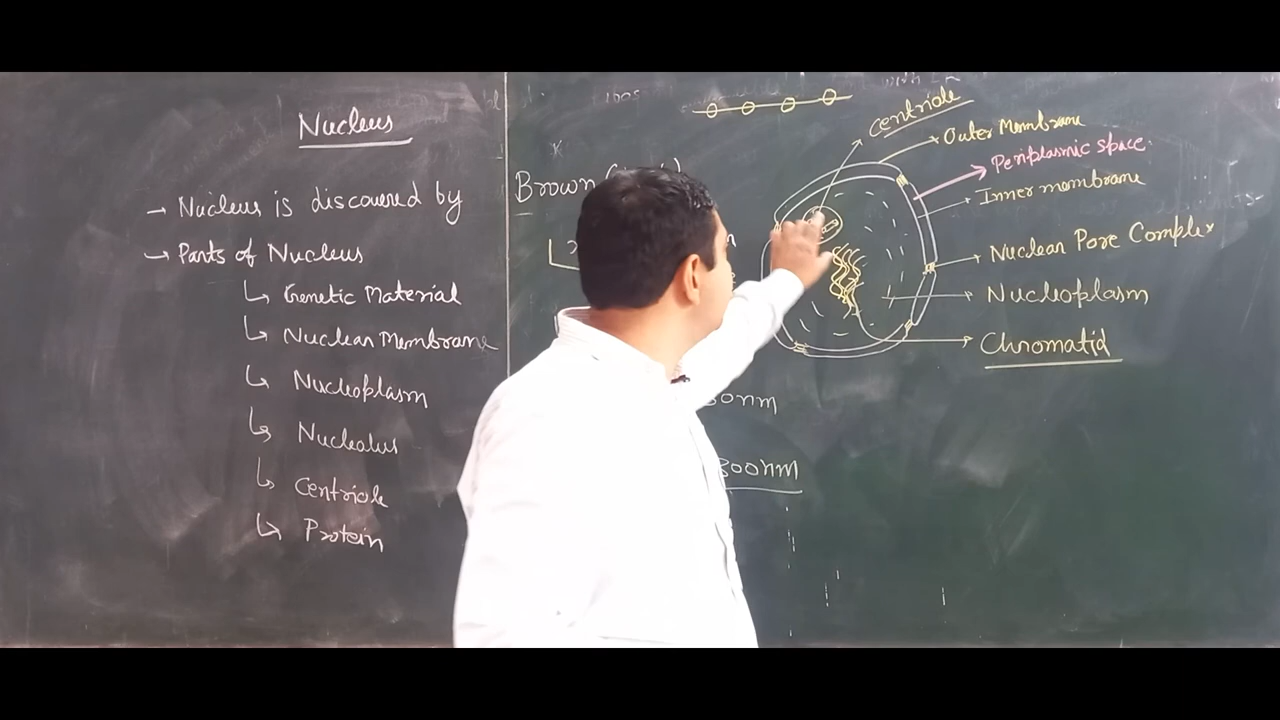 Nucleus
→ Nucleus is discovered by
Brown
→ Parts of Nucleus
↳ Genetic Material
↳ Nuclear Membrane
↳ Nucleoplasm
↳ Nucleolus
↳ Centriole
↳ Protein
300nm
Centriole
Outer Membrane
Periplasmic space
Inner membrane
Nuclear Pore Complex
Nucleoplasm
Chromatid